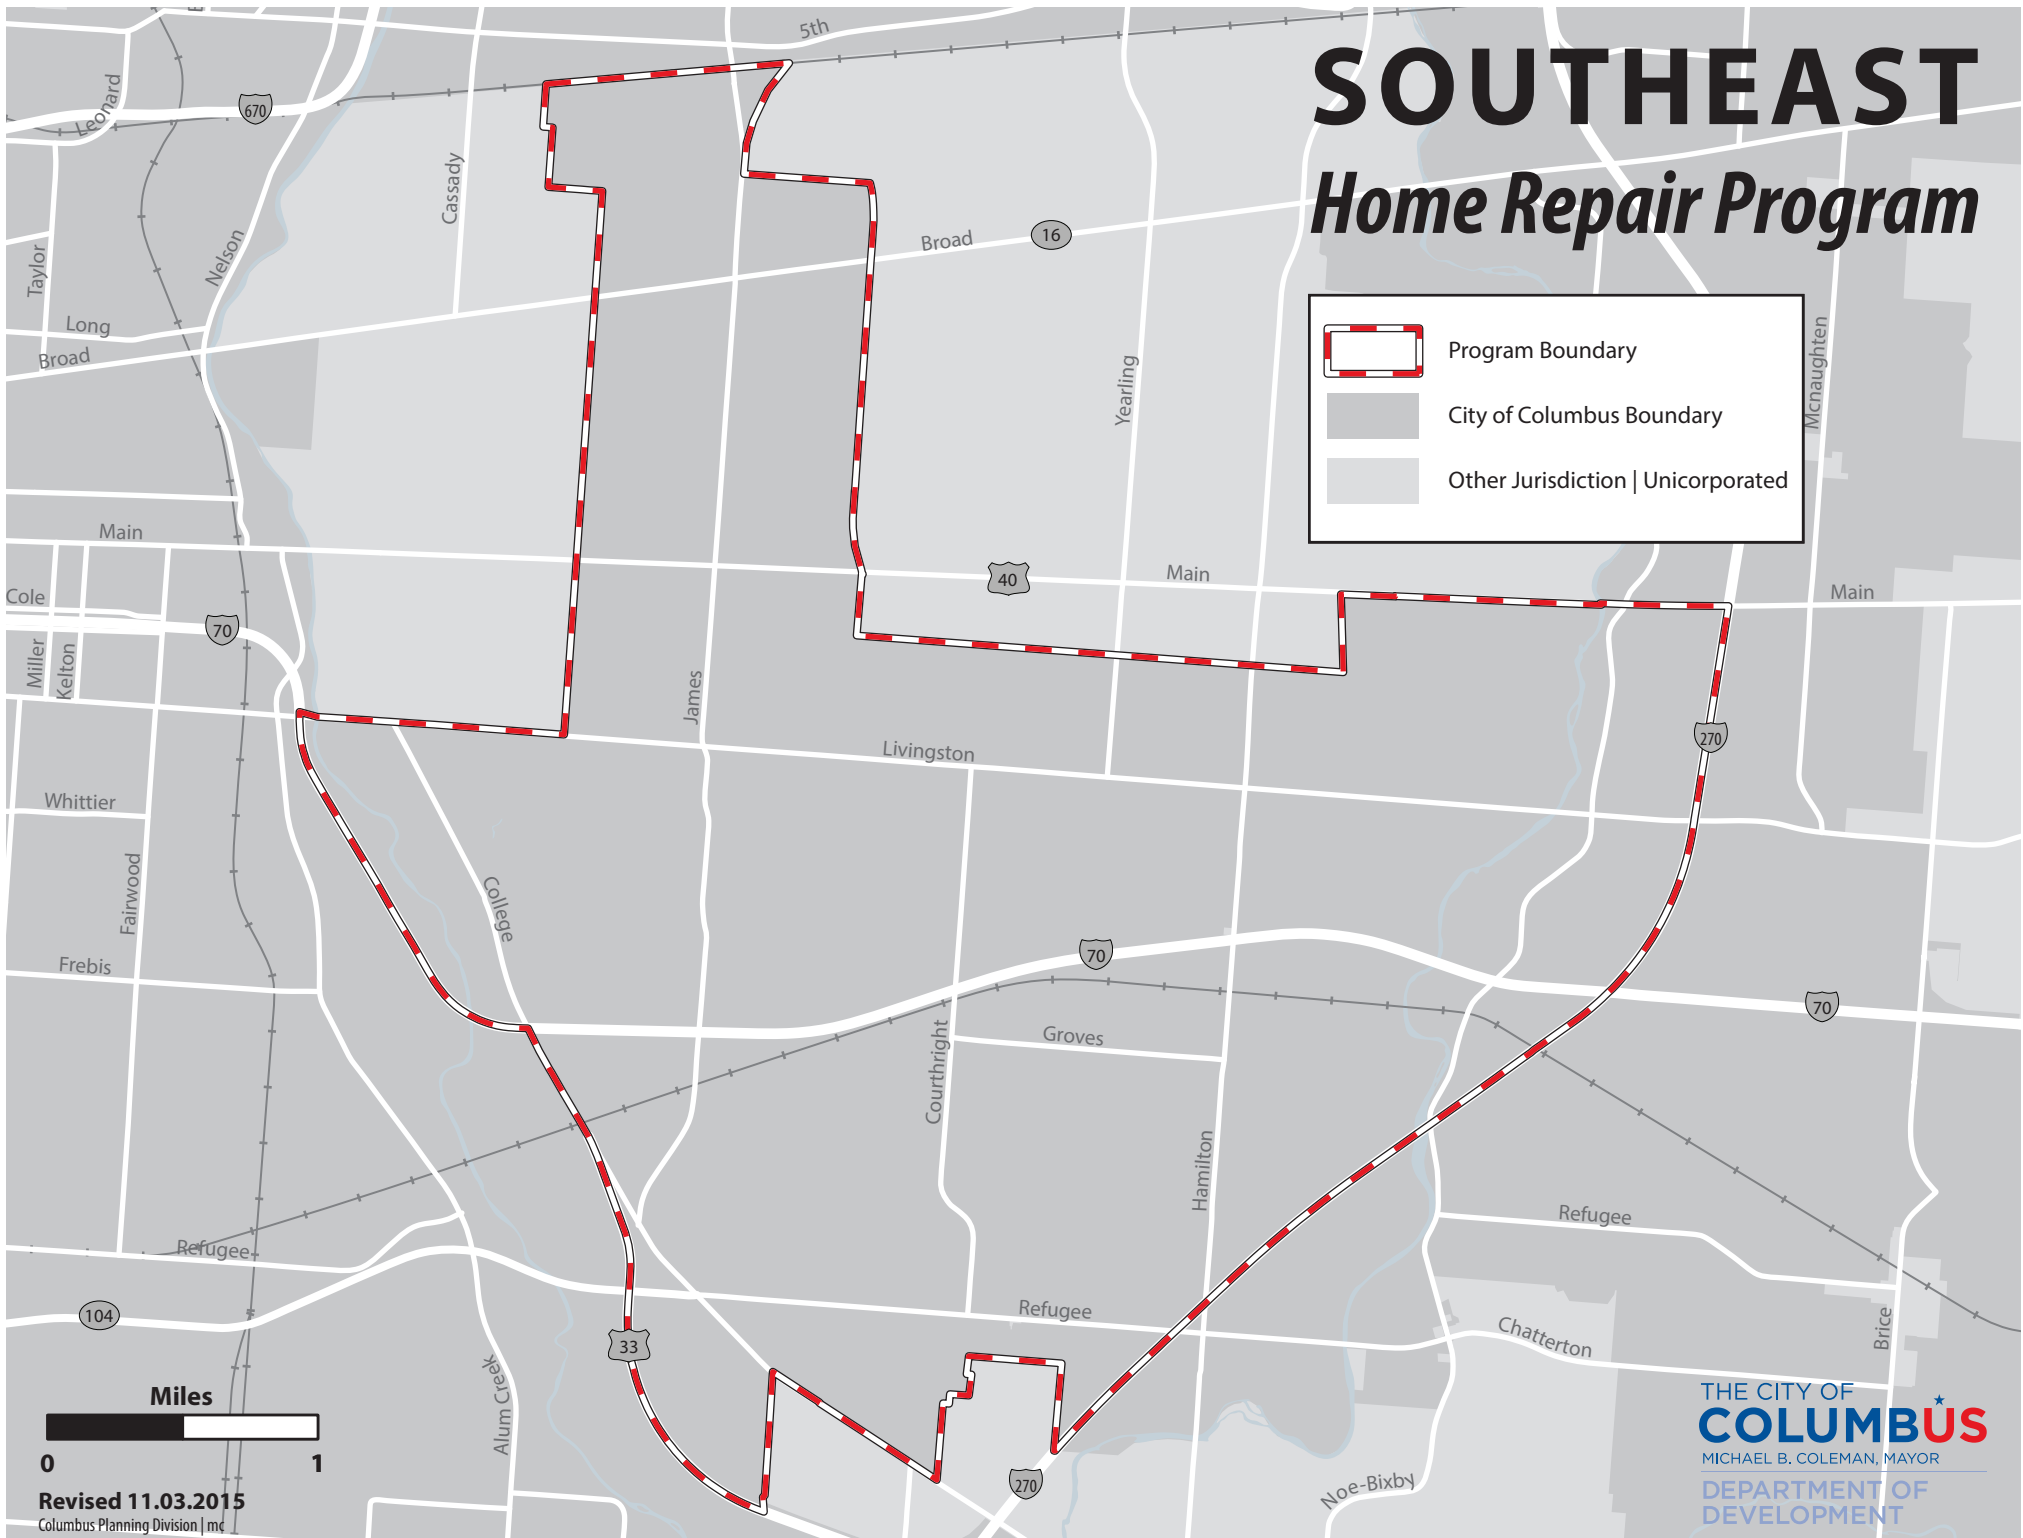 SOUTHEAST
Home Repair Program
Program Boundary
City of Columbus Boundary
Other Jurisdiction | Unicorporated
5th
Leonard
670
Cassady
Nelson
Taylor
Long
Broad
Broad
16
Yearling
Mcnaughten
Main
40
Main
Main
Cole
70
Miller
Kelton
James
270
Livingston
Whittier
Fairwood
College
Frebis
70
70
Groves
Courthright
Hamilton
Refugee
Refugee
Refugee
104
33
Chatterton
Brice
Alum Creek
270
Noe-Bixby
Miles
0 1
Revised 11.03.2015
Columbus Planning Division | mc
THE CITY OF
COLUMBUS
MICHAEL B. COLEMAN, MAYOR
DEPARTMENT OF
DEVELOPMENT